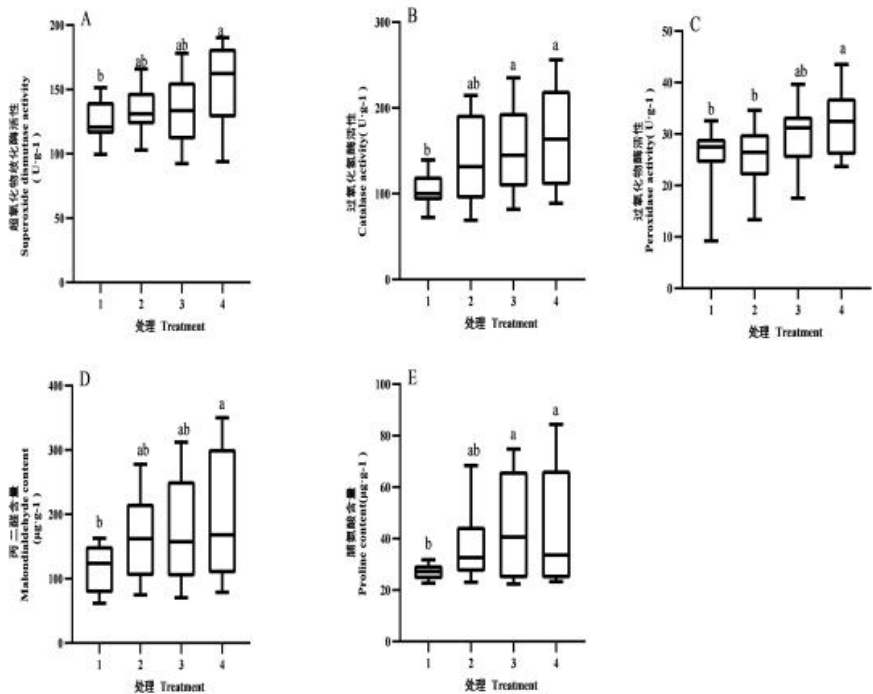 A
超氧化物歧化酶活性
Superoxide dismutase activity
( U·g-1 )
200
150
100
50
0
b
ab
ab
a
1 2 3 4
处理 Treatment
B
过氧化氢酶活性
Catalase activity( U·g-1 )
300
200
100
0
b
ab
a
a
1 2 3 4
处理 Treatment
C
过氧化物酶活性
Peroxidase activity( U·g-1 )
50
40
30
20
10
0
b
b
ab
a
1 2 3 4
处理 Treatment
D
丙二醛含量
Malondialdehyde content
(μg·g-1 )
400
300
200
100
0
b
ab
ab
a
1 2 3 4
处理 Treatment
E
脯氨酸含量
Proline content(μg·g-1 )
100
80
60
40
20
0
b
ab
a
a
1 2 3 4
处理 Treatment